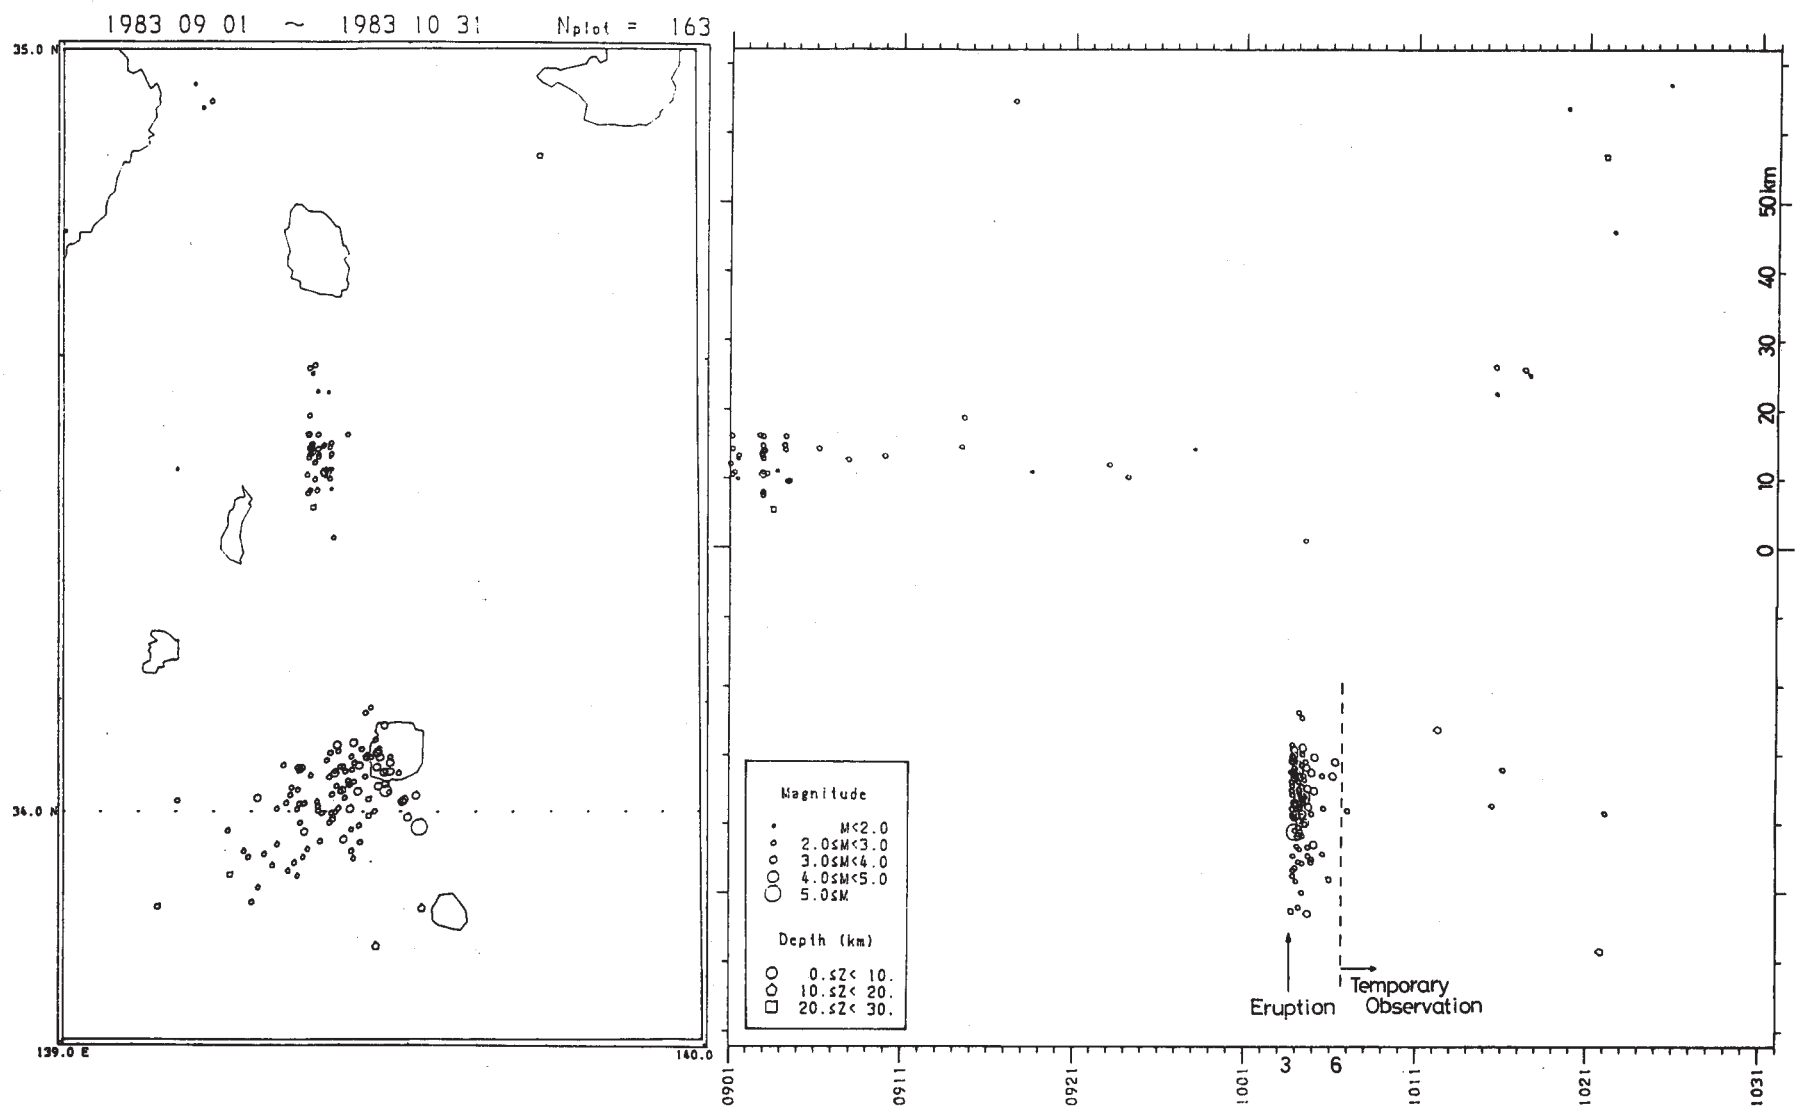 1983 09 01 ~ 1983 10 31 Nplot = 163
35.0 N
34.0 N
139.0 E
140.0
Magnitude
M<2.0
2.0≤M<3.0
3.0≤M<4.0
4.0≤M<5.0
5.0≤M
Depth (km)
0.≤Z< 10.
10.≤Z< 20.
20.≤Z< 30.
Eruption
Temporary
Observation
50km
40
30
20
10
0
0901
0911
0921
1001
3
6
1011
1021
1031